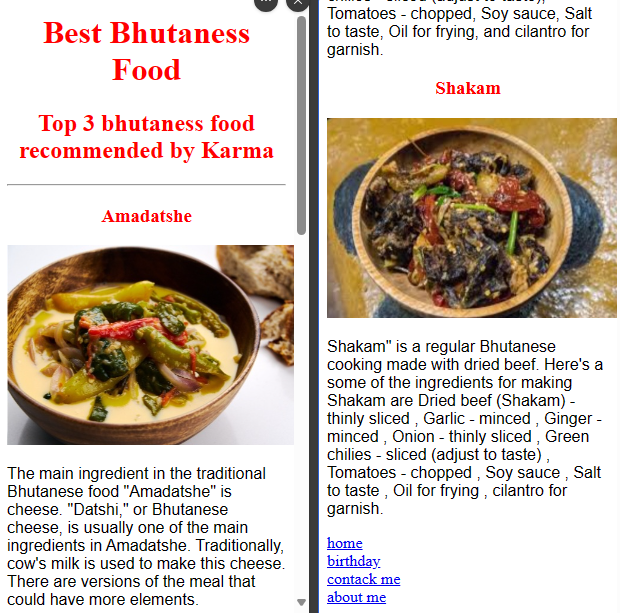 Best Bhutaness
Food
Top 3 bhutaness food
recommended by Karma
Amadatshe
The main ingredient in the traditional
Bhutanese food "Amadatshe" is
cheese. "Datshi," or Bhutanese
cheese, is usually one of the main
ingredients in Amadatshe. Traditionally,
cow's milk is used to make this cheese.
There are versions of the meal that
could have more elements.
chilies - sliced (adjust to taste),
Tomatoes - chopped, Soy sauce, Salt
to taste, Oil for frying, and cilantro for
garnish.
Shakam
Shakam" is a regular Bhutanese
cooking made with dried beef. Here's a
some of the ingredients for making
Shakam are Dried beef (Shakam) -
thinly sliced , Garlic - minced , Ginger -
minced , Onion - thinly sliced , Green
chilies - sliced (adjust to taste) ,
Tomatoes - chopped , Soy sauce , Salt
to taste , Oil for frying , cilantro for
garnish.
home
birthday
contack me
about me